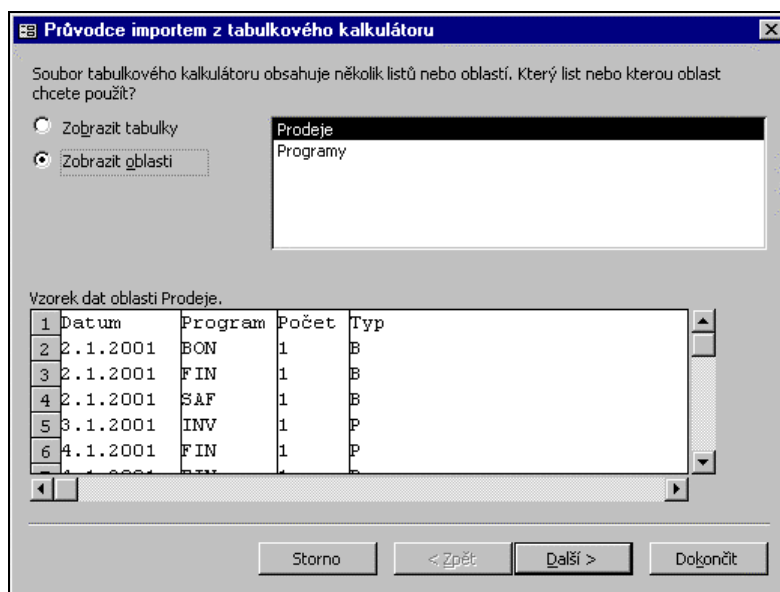 Průvodce importem z tabulkového kalkulátoru
Soubor tabulkového kalkulátoru obsahuje několik listů nebo oblastí. Který list nebo kterou oblast
chcete použít?
Zobrazit tabulky
Zobrazit oblasti
Prodeje
Programy
Vzorek dat oblasti Prodeje.
1 Datum Program Počet Typ
2 2.1.2001 BON 1 B
3 2.1.2001 FIN 1 B
4 2.1.2001 SAF 1 B
5 3.1.2001 INV 1 P
6 4.1.2001 FIN 1 P
Storno < Zpět Další > Dokončit